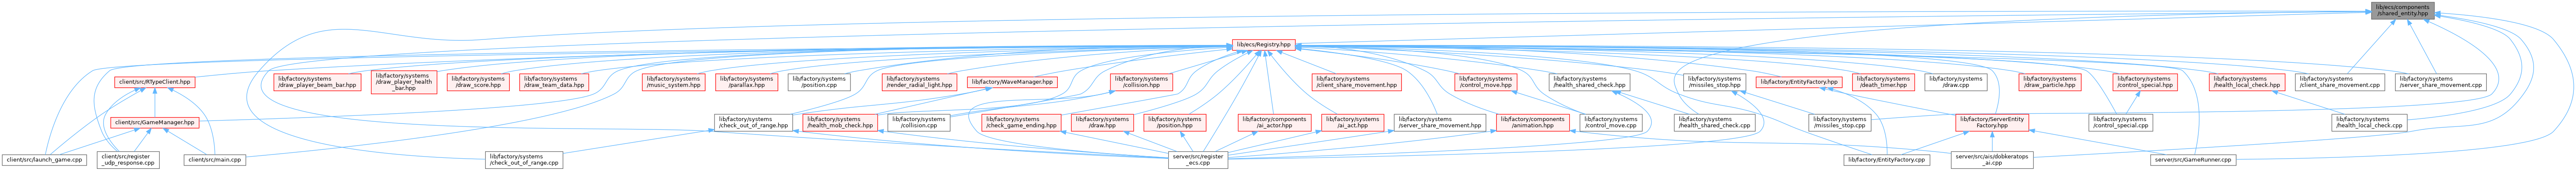 lib/ecs/components
/shared_entity.hpp
lib/ecs/Registry.hpp
client/src/RTypeClient.hpp
lib/factory/systems
/draw_player_beam_bar.hpp
lib/factory/systems
/draw_player_health
_bar.hpp
lib/factory/systems
/draw_score.hpp
lib/factory/systems
/draw_team_data.hpp
lib/factory/systems
/music_system.hpp
lib/factory/systems
/parallax.hpp
lib/factory/systems
/position.cpp
lib/factory/systems
/render_radial_light.hpp
lib/factory/WaveManager.hpp
lib/factory/systems
/collision.hpp
lib/factory/systems
/client_share_movement.hpp
lib/factory/systems
/control_move.hpp
lib/factory/systems
/health_shared_check.hpp
lib/factory/systems
/missiles_stop.hpp
lib/factory/EntityFactory.hpp
lib/factory/systems
/death_timer.hpp
lib/factory/systems
/draw.cpp
lib/factory/systems
/draw_particle.hpp
lib/factory/systems
/control_special.hpp
lib/factory/systems
/health_local_check.hpp
lib/factory/systems
/client_share_movement.cpp
lib/factory/systems
/server_share_movement.cpp
client/src/GameManager.hpp
lib/factory/systems
/check_out_of_range.hpp
lib/factory/systems
/health_mob_check.hpp
lib/factory/systems
/collision.cpp
lib/factory/systems
/check_game_ending.hpp
lib/factory/systems
/draw.hpp
lib/factory/systems
/position.hpp
lib/factory/components
/ai_actor.hpp
lib/factory/systems
/ai_act.hpp
lib/factory/systems
/server_share_movement.hpp
lib/factory/components
/animation.hpp
lib/factory/systems
/control_move.cpp
lib/factory/systems
/health_shared_check.cpp
lib/factory/systems
/missiles_stop.cpp
lib/factory/ServerEntity
Factory.hpp
lib/factory/systems
/control_special.cpp
lib/factory/systems
/health_local_check.cpp
client/src/launch_game.cpp
client/src/register
_udp_response.cpp
client/src/main.cpp
lib/factory/systems
/check_out_of_range.cpp
server/src/register
_ecs.cpp
lib/factory/EntityFactory.cpp
server/src/ais/dobkeratops
_ai.cpp
server/src/GameRunner.cpp